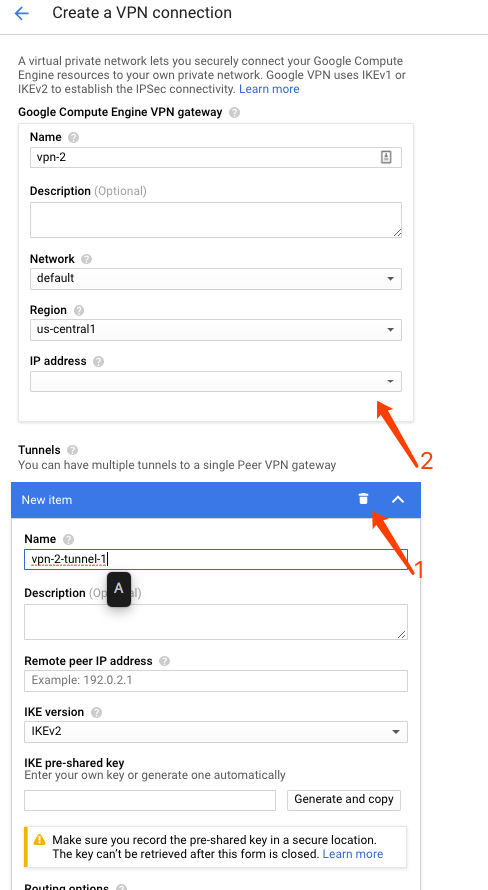 Create a VPN connection
A virtual private network lets you securely connect your Google Compute
Engine resources to your own private network. Google VPN uses IKEv1 or
IKEv2 to establish the IPSec connectivity. Learn more
Google Compute Engine VPN gateway ?
Name ?
vpn-2
Description (Optional)
Network ?
default
Region ?
us-central1
IP address ?
2
Tunnels ?
You can have multiple tunnels to a single Peer VPN gateway
New item
1
Name ?
vpn-2-tunnel-1
Description (Optional)
A
Remote peer IP address ?
Example: 192.0.2.1
IKE version ?
IKEv2
IKE pre-shared key
Enter your own key or generate one automatically
Generate and copy
Make sure you record the pre-shared key in a secure location.
The key can't be retrieved after this form is closed. Learn more
Routing options ?